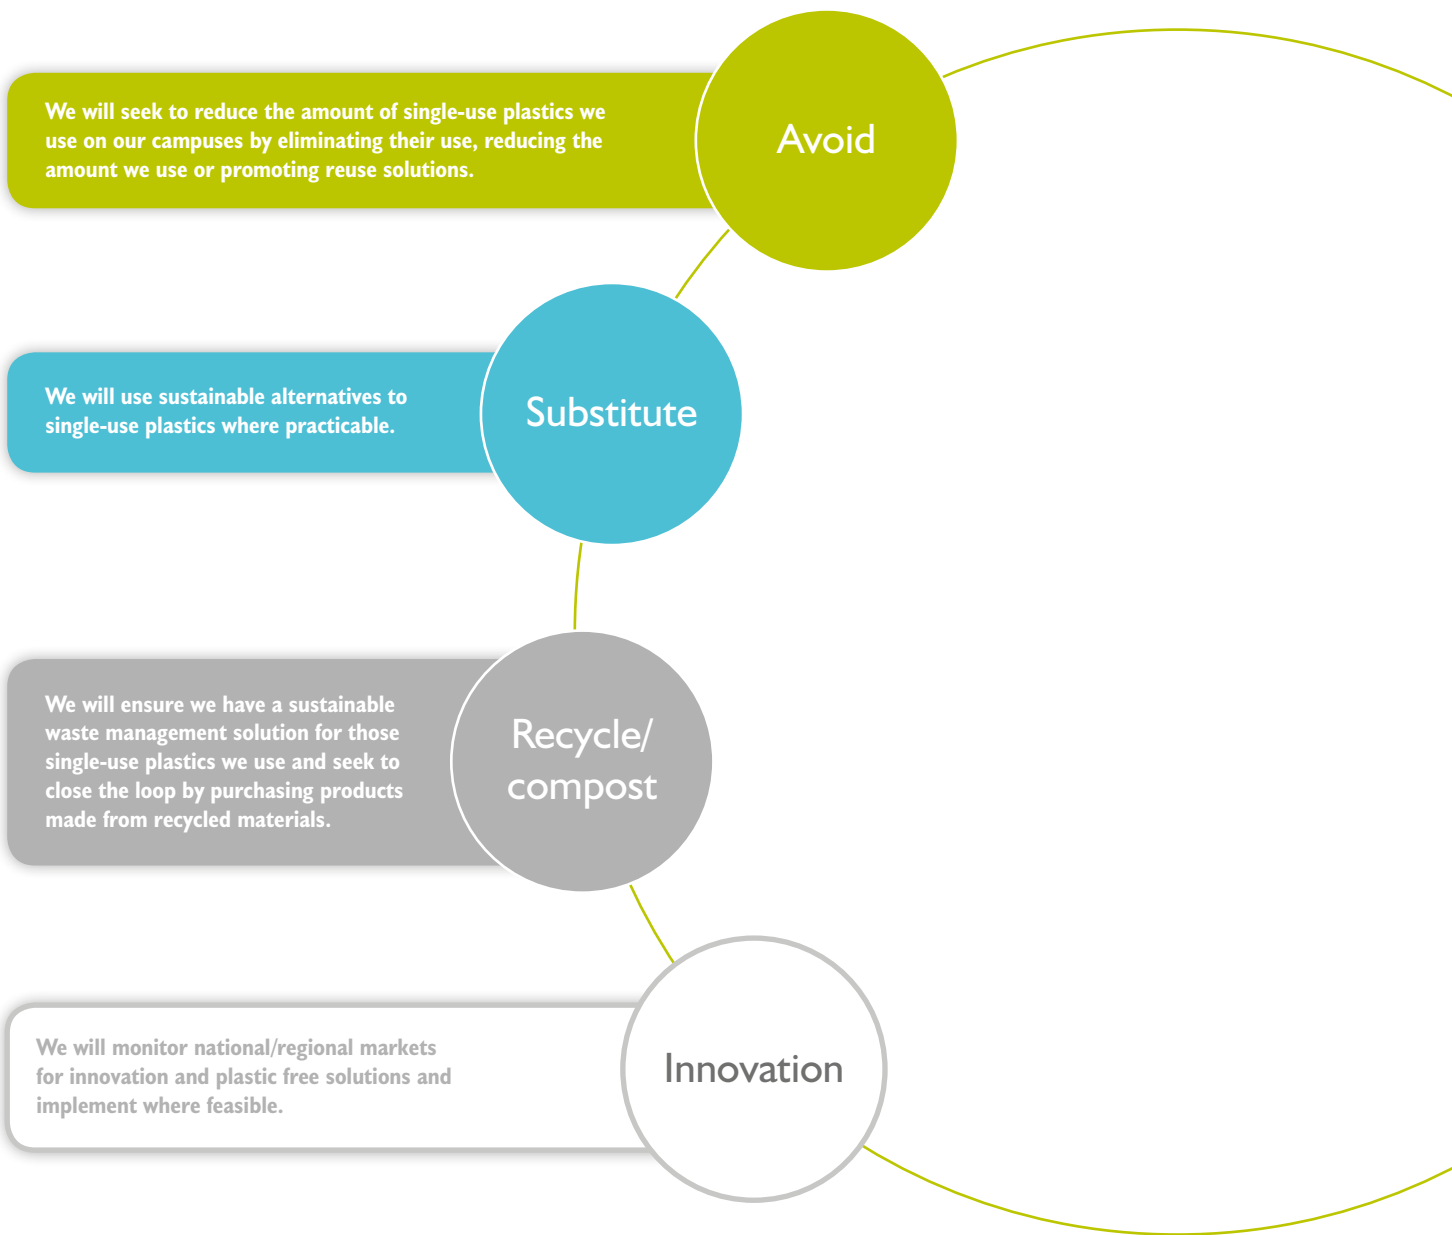 We will seek to reduce the amount of single-use plastics we
use on our campuses by eliminating their use, reducing the
amount we use or promoting reuse solutions.
Avoid
We will use sustainable alternatives to
single-use plastics where practicable.
Substitute
We will ensure we have a sustainable
waste management solution for those
single-use plastics we use and seek to
close the loop by purchasing products
made from recycled materials.
Recycle/
compost
We will monitor national/regional markets
for innovation and plastic free solutions and
implement where feasible.
Innovation